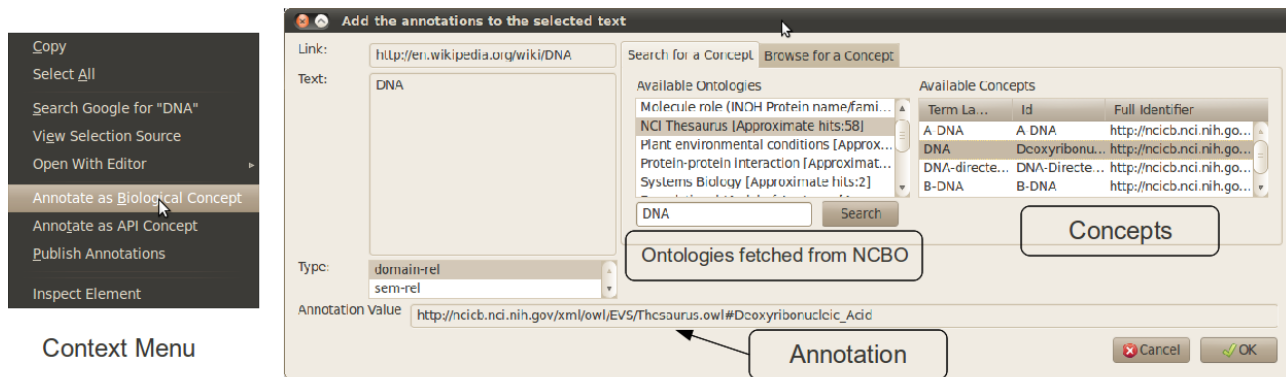 Copy
Select All
Search Google for "DNA"
View Selection Source
Open With Editor
Annotate as Biological Concept
Annotate as API Concept
Publish Annotations
Inspect Element
Context Menu
Add the annotations to the selected text
Link:
http://en.wikipedia.org/wiki/DNA
Text:
DNA
Search for a Concept Browse for a Concept
Available Ontologies
Molecule role (INOH Protein name/fami...
NCI Thesaurus [Approximate hits:58]
Plant environmental conditions [Approx...
Protein-protein interaction [Approximat...
Systems Biology [Approximate hits:2]
DNA
Search
Ontologies fetched from NCBO
Available Concepts
Term La... Id Full Identifier
A-DNA A-DNA http://ncicb.nci.nih.go...
DNA Deoxyribonu... http://ncicb.nci.nih.go...
DNA-directe... DNA-Directe... http://ncicb.nci.nih.go...
B-DNA B-DNA http://ncicb.nci.nih.go...
Concepts
Type:
domain-rel
sem-rel
Annotation Value
http://ncicb.nci.nih.gov/xml/owl/EVS/Thesaurus.owl#Deoxyribonucleic_Acid
Annotation
Cancel
OK